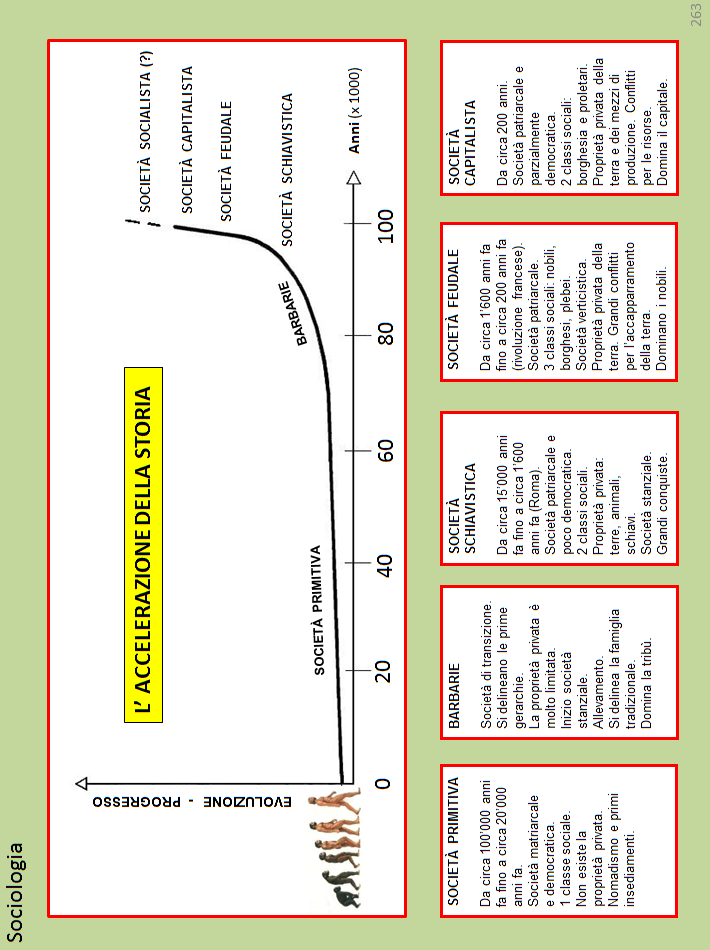 Sociologia
L' ACCELERAZIONE DELLA STORIA
EVOLUZIONE - PROGRESSO
SOCIETÀ PRIMITIVA
BARBARIE
SOCIETÀ SCHIAVISTICA
SOCIETÀ FEUDALE
SOCIETÀ CAPITALISTA
SOCIETÀ SOCIALISTA (?)
0
20
40
60
80
100
Anni (x 1000)
SOCIETÀ PRIMITIVA
Da circa 100'000 anni
fa fino a circa 20'000
anni fa.
Società matriarcale
e democratica.
1 classe sociale.
Non esiste la
proprietà privata.
Nomadismo e primi
insediamenti.
BARBARIE
Società di transizione.
Si delineano le prime
gerarchie.
La proprietà privata è
molto limitata.
Inizio società
stanziale.
Allevamento.
Si delinea la famiglia
tradizionale.
Domina la tribù.
SOCIETÀ
SCHIAVISTICA
Da circa 15'000 anni
fa fino a circa 1'600
anni fa (Roma).
Società patriarcale e
poco democratica.
2 classi sociali.
Proprietà privata:
terre, animali,
schiavi.
Società stanziale.
Grandi conquiste.
SOCIETÀ FEUDALE
Da circa 1'600 anni fa
fino a circa 200 anni fa
(rivoluzione francese).
Società patriarcale.
3 classi sociali: nobili,
borghesi, plebei.
Società verticistica.
Proprietà privata della
terra. Grandi conflitti
per l'accapparramento
della terra.
Dominano i nobili.
SOCIETÀ
CAPITALISTA
Da circa 200 anni.
Società patriarcale e
parzialmente
democratica.
2 classi sociali:
borghesia e proletari.
Proprietà privata della
terra e dei mezzi di
produzione. Conflitti
per le risorse.
Domina il capitale.
263